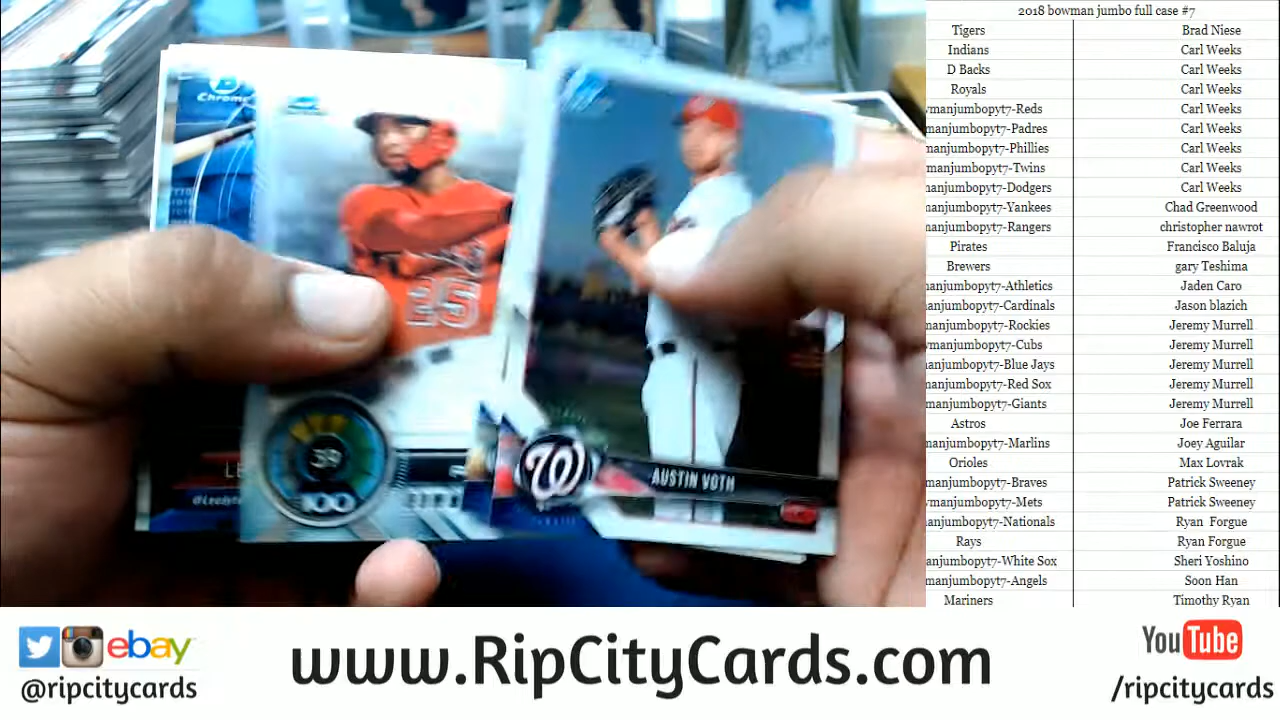 2018 bowman jumbo full case #7
Tigers Brad Niese
Indians Carl Weeks
D Backs Carl Weeks
Royals Carl Weeks
manjumbopyt7-Reds Carl Weeks
manjumbopyt7-Padres Carl Weeks
manjumbopyt7-Phillies Carl Weeks
manjumbopyt7-Twins Carl Weeks
manjumbopyt7-Dodgers Carl Weeks
manjumbopyt7-Yankees Chad Greenwood
manjumbopyt7-Rangers christopher nawrot
Pirates Francisco Baluja
Brewers gary Teshima
manjumbopyt7-Athletics Jaden Caro
manjumbopyt7-Cardinals Jason blazich
manjumbopyt7-Rockies Jeremy Murrell
manjumbopyt7-Cubs Jeremy Murrell
manjumbopyt7-Blue Jays Jeremy Murrell
manjumbopyt7-Red Sox Jeremy Murrell
manjumbopyt7-Giants Jeremy Murrell
Astros Joe Ferrara
manjumbopyt7-Marlins Joey Aguilar
Orioles Max Lovrak
manjumbopyt7-Braves Patrick Sweeney
manjumbopyt7-Mets Patrick Sweeney
manjumbopyt7-Nationals Ryan Forgue
Rays Ryan Forgue
anjumbopyt7-White Sox Sheri Yoshino
manjumbopyt7-Angels Soon Han
Mariners Timothy Ryan
B
Chrome
25
39
100
W
AUSTIN VOTH
ebay
@ripcitycards
www.RipCityCards.com
YouTube
/ripcitycards